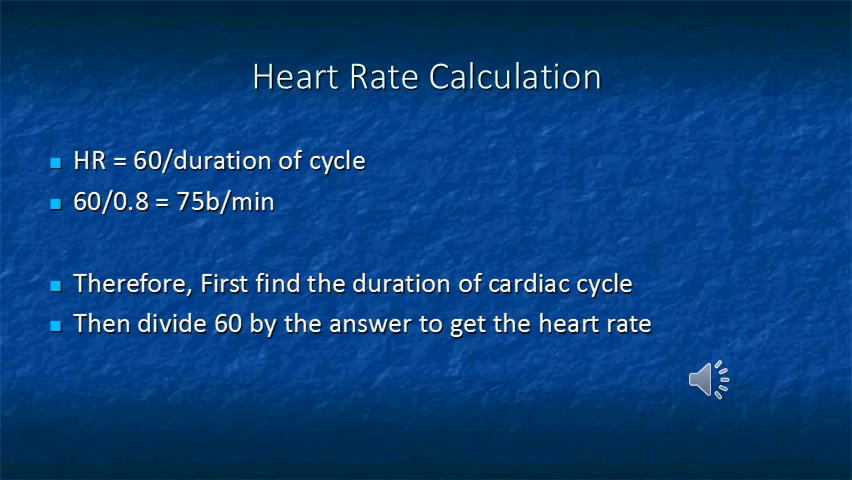 Heart Rate Calculation
HR = 60/duration of cycle
60/0.8 = 75b/min
Therefore, First find the duration of cardiac cycle
Then divide 60 by the answer to get the heart rate